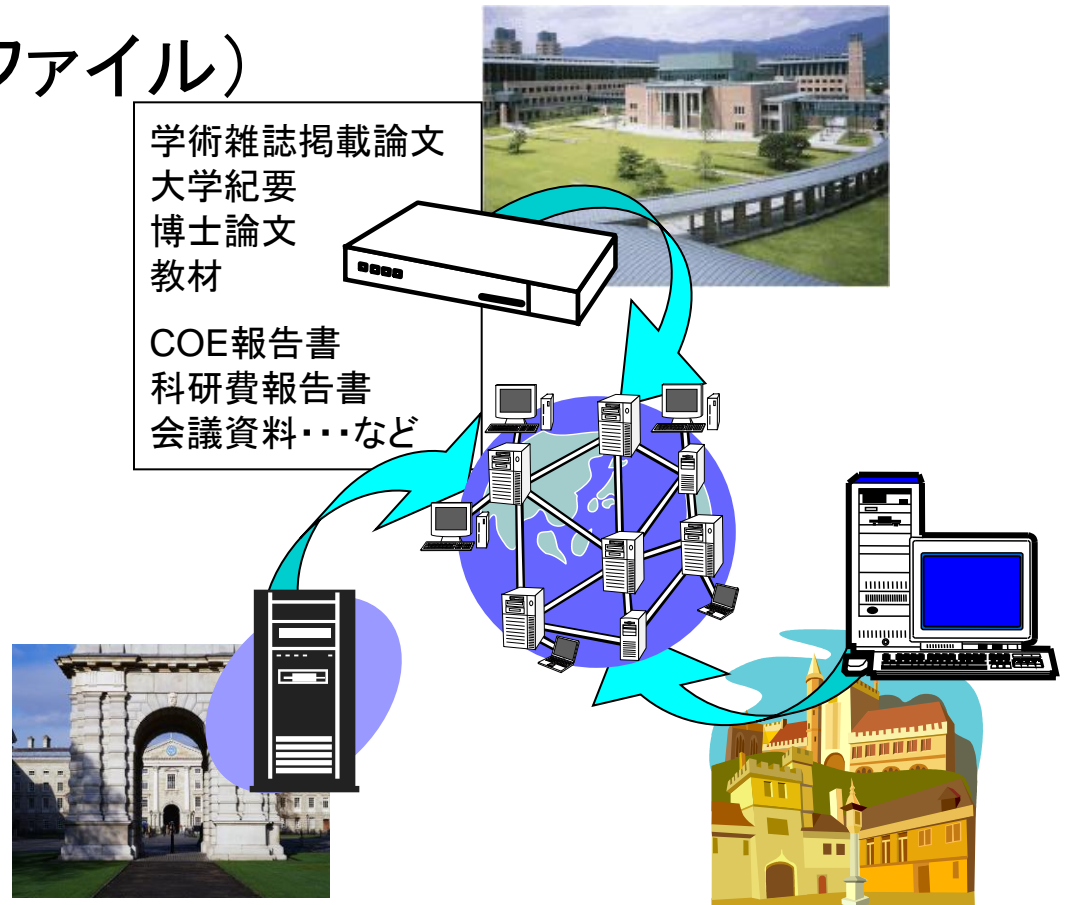 ファイル)
学術雑誌掲載論文
大学紀要
博士論文
教材
COE報告書
科研費報告書
会議資料・・・など